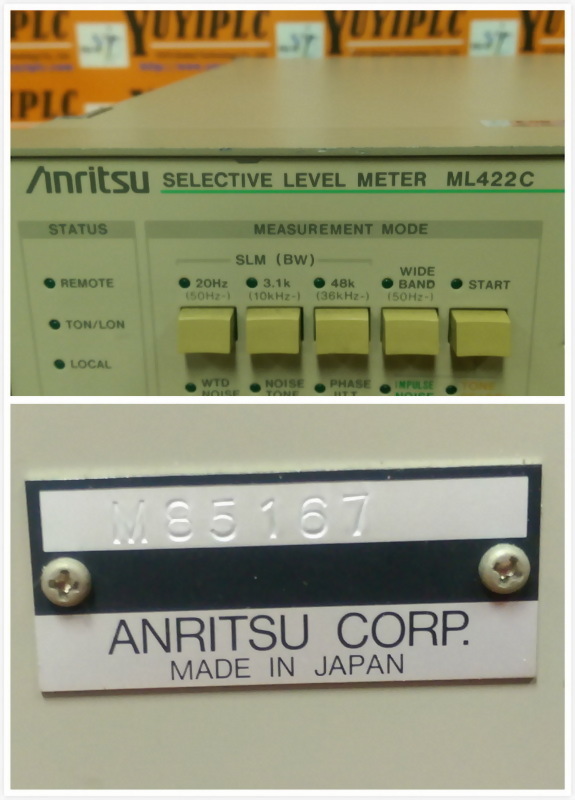 YUYIPLC
Anritsu SELECTIVE LEVEL METER ML422C
STATUS
MEASUREMENT MODE
SLM (BW)
REMOTE
20Hz
(50Hz-)
3.1k
(10kHz-)
48k
(36kHz-)
WIDE
BAND
(50Hz-)
START
TON/LON
LOCAL
WTD
NOISE
NOISE
TONE
PHASE
JITT
IMPULSE
NOISE
TONE
M85167
ANRITSU CORP.
MADE IN JAPAN